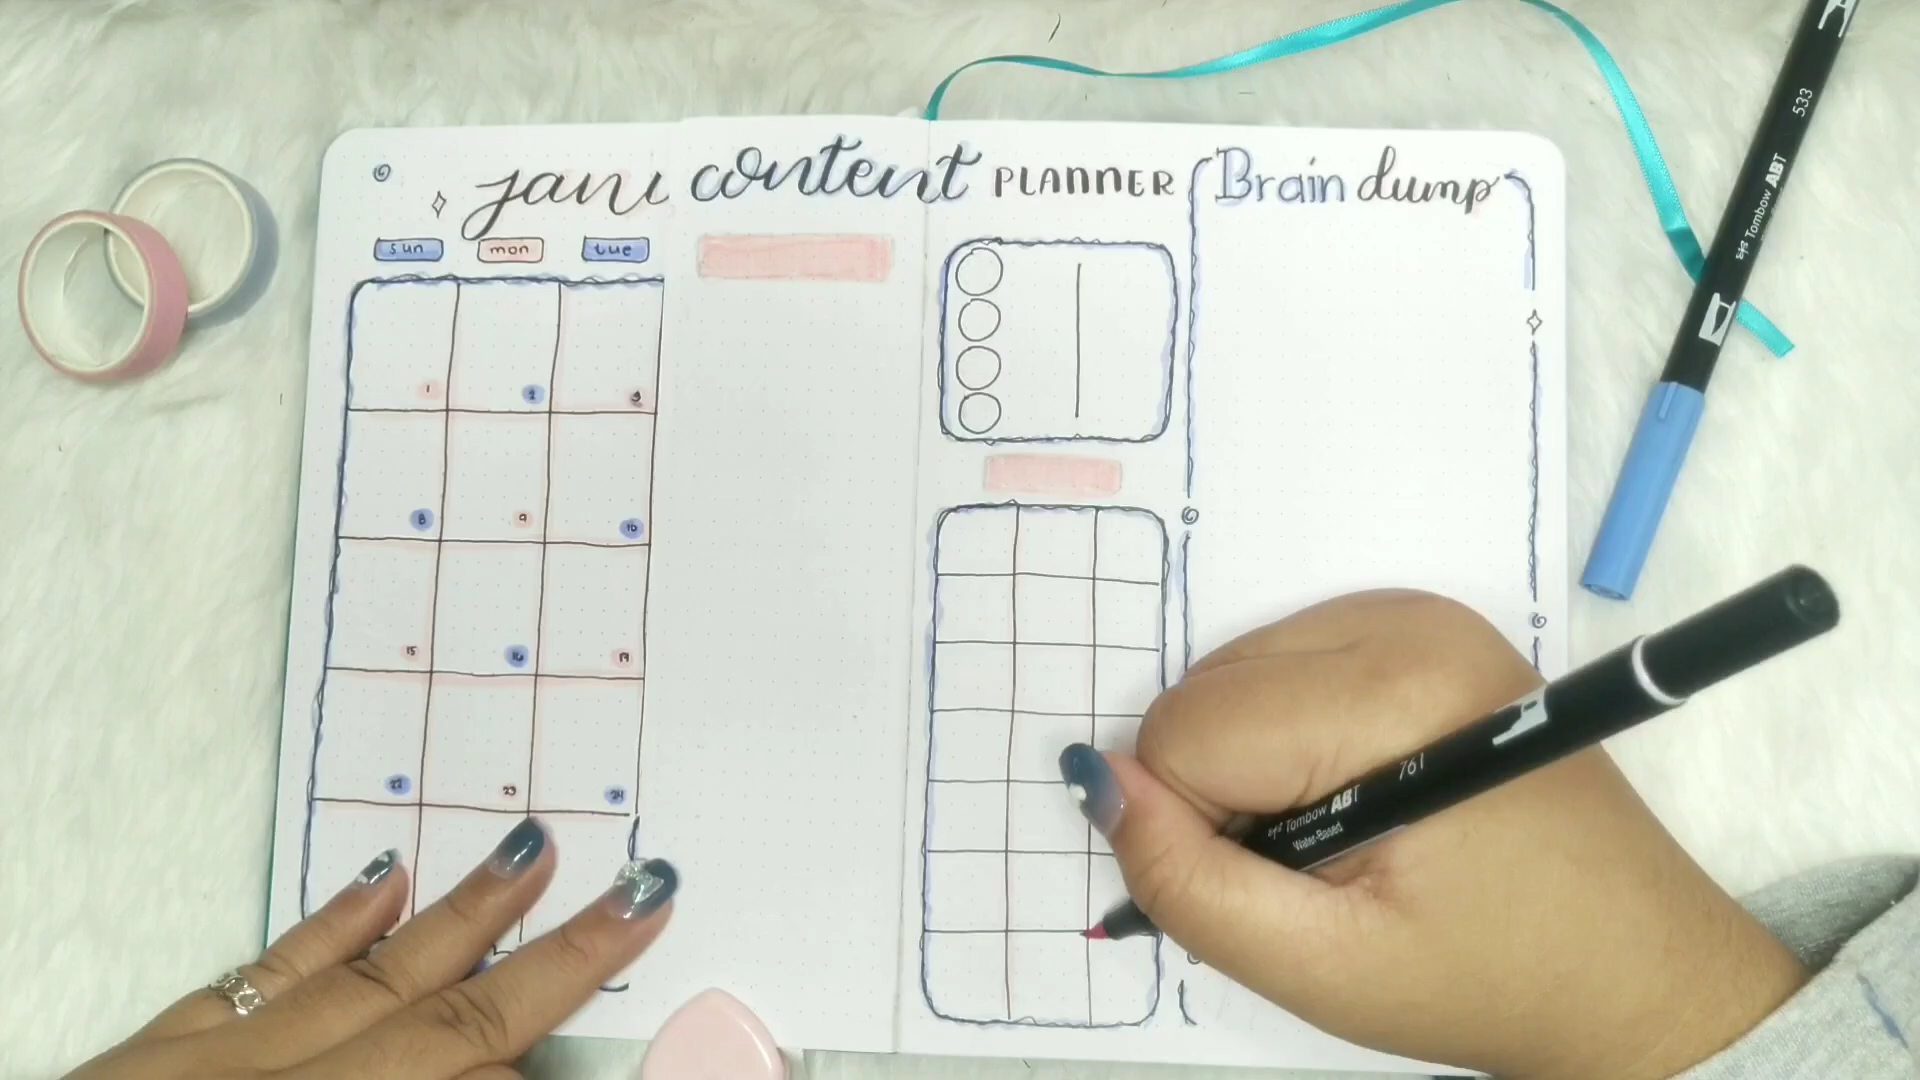 janu content PLANNER Brain dump
sun mon tue
1 2 3
8 9 10
15 16 17
22 23 24
Tombow ABT 533
Tombow ABT 761
Water-Based